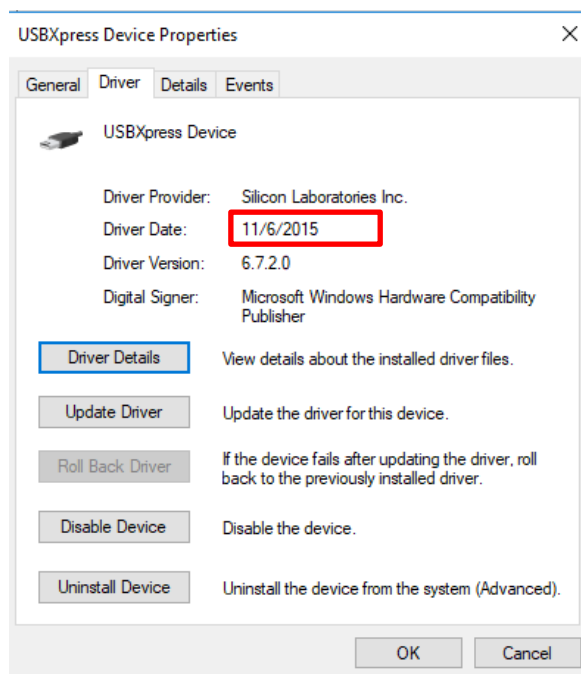 USBXpress Device Properties
General Driver Details Events
USBXpress Device
Driver Provider: Silicon Laboratories Inc.
Driver Date: 11/6/2015
Driver Version: 6.7.2.0
Digital Signer: Microsoft Windows Hardware Compatibility
Publisher
Driver Details View details about the installed driver files.
Update Driver Update the driver for this device.
Roll Back Driver If the device fails after updating the driver, roll
back to the previously installed driver.
Disable Device Disable the device.
Uninstall Device Uninstall the device from the system (Advanced).
OK Cancel